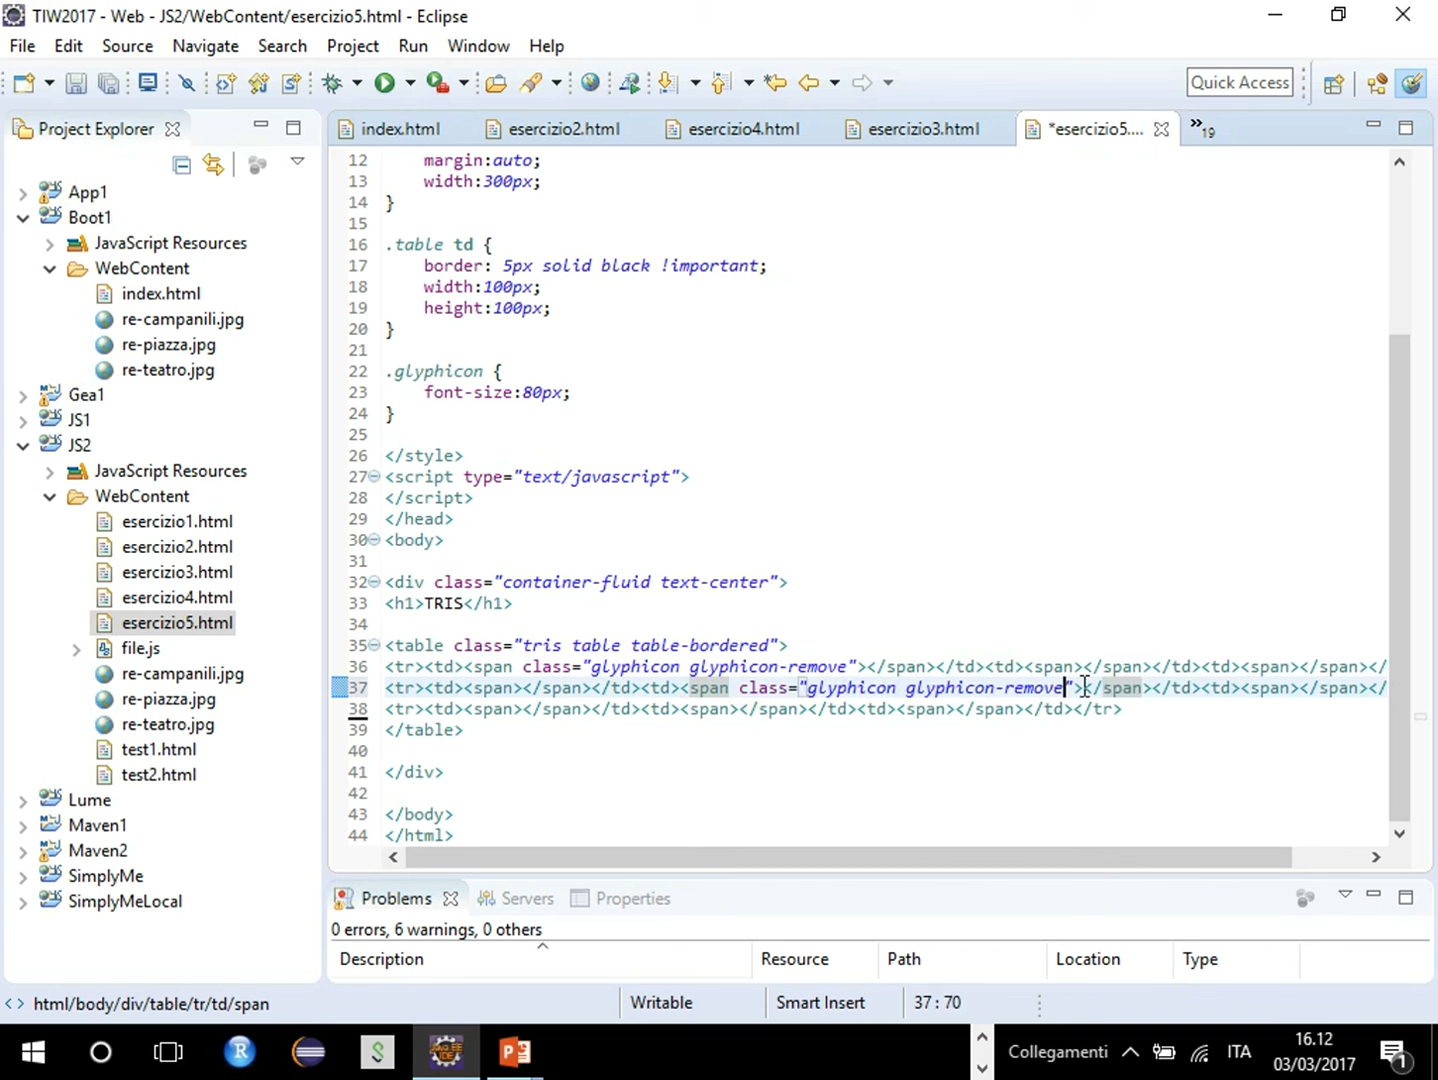 TIW2017 - Web - JS2/WebContent/esercizio5.html - Eclipse
File Edit Source Navigate Search Project Run Window Help
Quick Access
Project Explorer
index.html esercizio2.html esercizio4.html esercizio3.html *esercizio5.... »19
App1
Boot1
JavaScript Resources
WebContent
index.html
re-campanili.jpg
re-piazza.jpg
re-teatro.jpg
Gea1
JS1
JS2
JavaScript Resources
WebContent
esercizio1.html
esercizio2.html
esercizio3.html
esercizio4.html
esercizio5.html
file.js
re-campanili.jpg
re-piazza.jpg
re-teatro.jpg
test1.html
test2.html
Lume
Maven1
Maven2
SimplyMe
SimplyMeLocal
12 margin:auto;
13 width:300px;
14 }
15
16 .table td {
17 border: 5px solid black !important;
18 width:100px;
19 height:100px;
20 }
21
22 .glyphicon {
23 font-size:80px;
24 }
25
26 </style>
27 <script type="text/javascript">
28 </script>
29 </head>
30 <body>
31
32 <div class="container-fluid text-center">
33 <h1>TRIS</h1>
34
35 <table class="tris table table-bordered">
36 <tr><td><span class="glyphicon glyphicon-remove"></span></td><td><span></span></td><td><span></span></
37 <tr><td><span></span></td><td><span class="glyphicon glyphicon-remove"></span></td><td><span></span></
38 <tr><td><span></span></td><td><span></span></td><td><span></span></td></tr>
39 </table>
40
41 </div>
42
43 </body>
44 </html>
Problems Servers Properties
0 errors, 6 warnings, 0 others
Description Resource Path Location Type
html/body/div/table/tr/td/span Writable Smart Insert 37 : 70
R S P Collegamenti ITA 16.12
03/03/2017 1